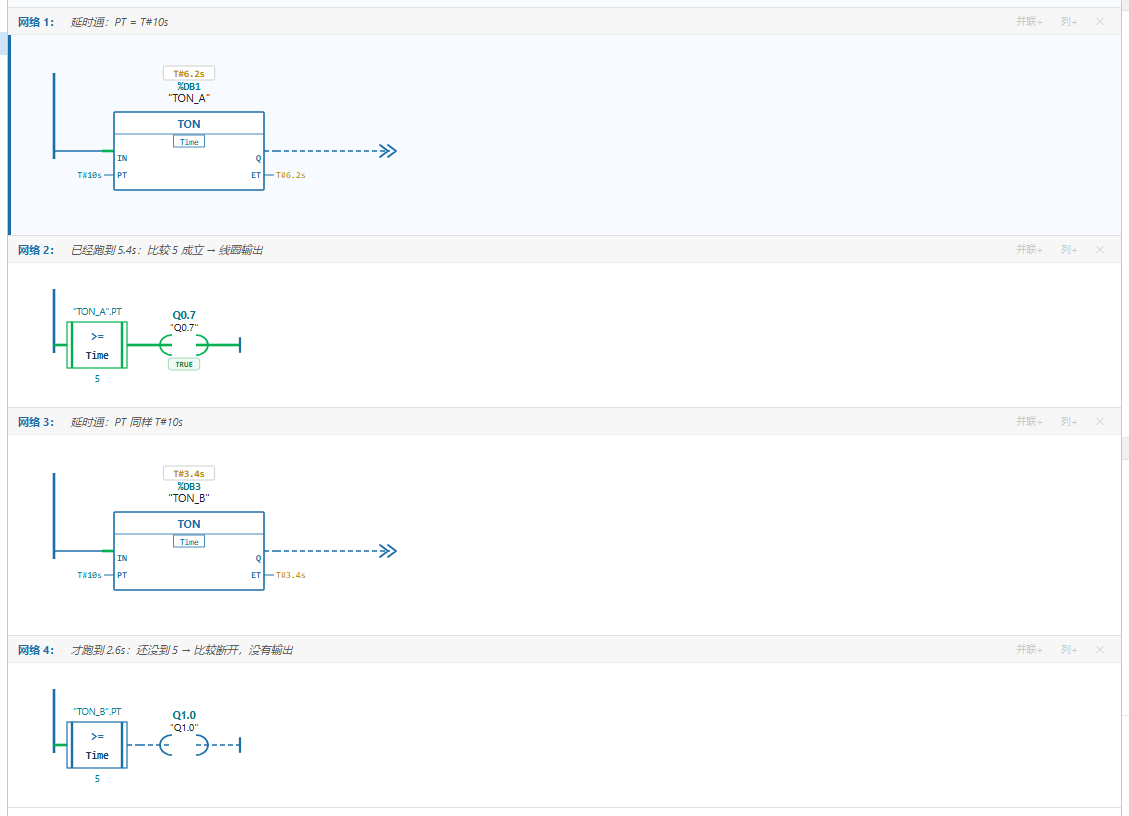 网络 1: 延时通：PT = T#10s 并联+ 列+ ×
T#6.2s
%DB1
"TON_A"
TON
Time
IN Q
T#10s PT ET T#6.2s
网络 2: 已经跑到 5.4s：比较 5 成立 → 线圈输出 并联+ 列+ ×
"TON_A".PT
>=
Time
5
Q0.7
"Q0.7"
TRUE
网络 3: 延时通：PT 同样 T#10s 并联+ 列+ ×
T#3.4s
%DB3
"TON_B"
TON
Time
IN Q
T#10s PT ET T#3.4s
网络 4: 才跑到 2.6s：还没到 5 → 比较断开，没有输出 并联+ 列+ ×
"TON_B".PT
>=
Time
5
Q1.0
"Q1.0"